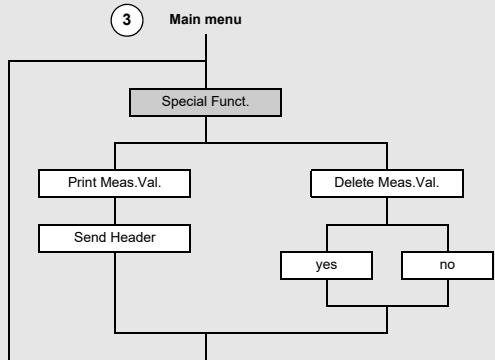 3 Main menu
Special Funct.
Print Meas.Val.
Delete Meas.Val.
Send Header
yes
no